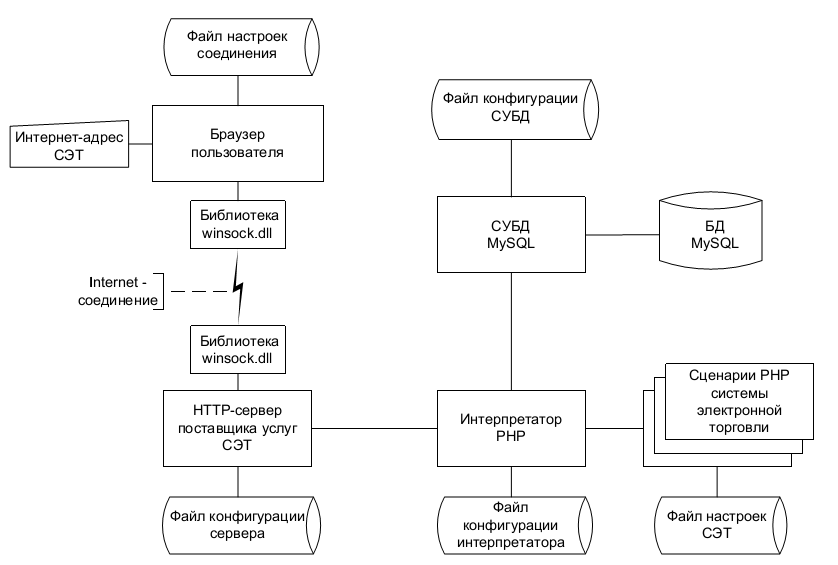 Файл настроек
соединения
Файл конфигурации
СУБД
Интернет-адрес
СЭТ
Браузер
пользователя
Библиотека
winsock.dll
СУБД
MySQL
БД
MySQL
Internet -
соединение
Библиотека
winsock.dll
HTTP-сервер
поставщика услуг
СЭТ
Интерпретатор
PHP
Сценарии PHP
системы
электронной
торговли
Файл конфигурации
сервера
Файл
конфигурации
интерпретатора
Файл настроек
СЭТ